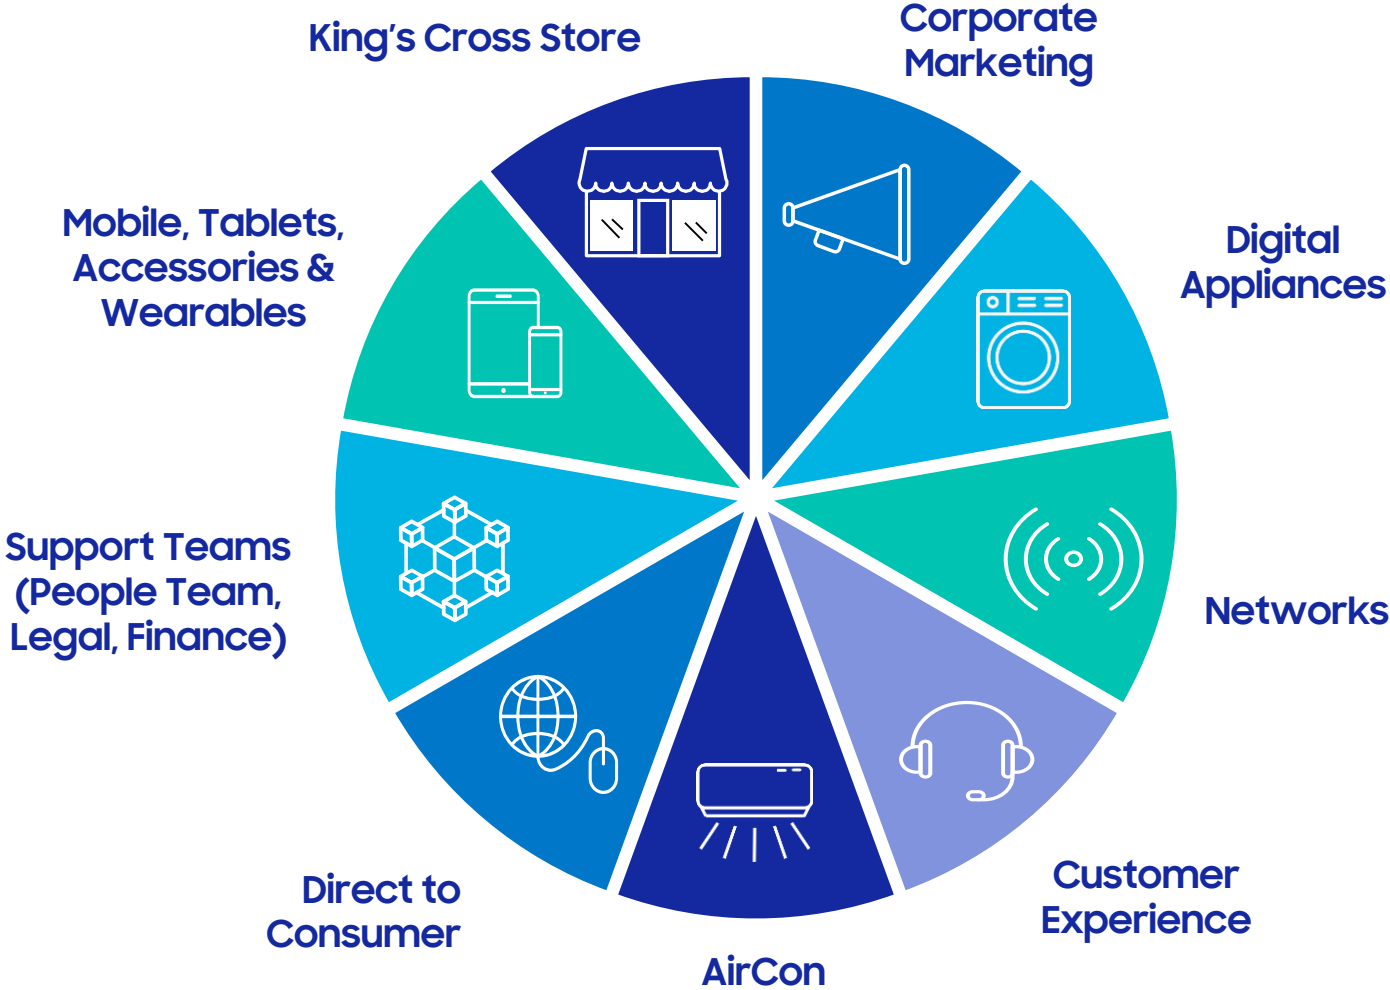 King's Cross Store
Corporate
Marketing
Digital
Appliances
Networks
Customer
Experience
AirCon
Direct to
Consumer
Support Teams
(People Team,
Legal, Finance)
Mobile, Tablets,
Accessories &
Wearables